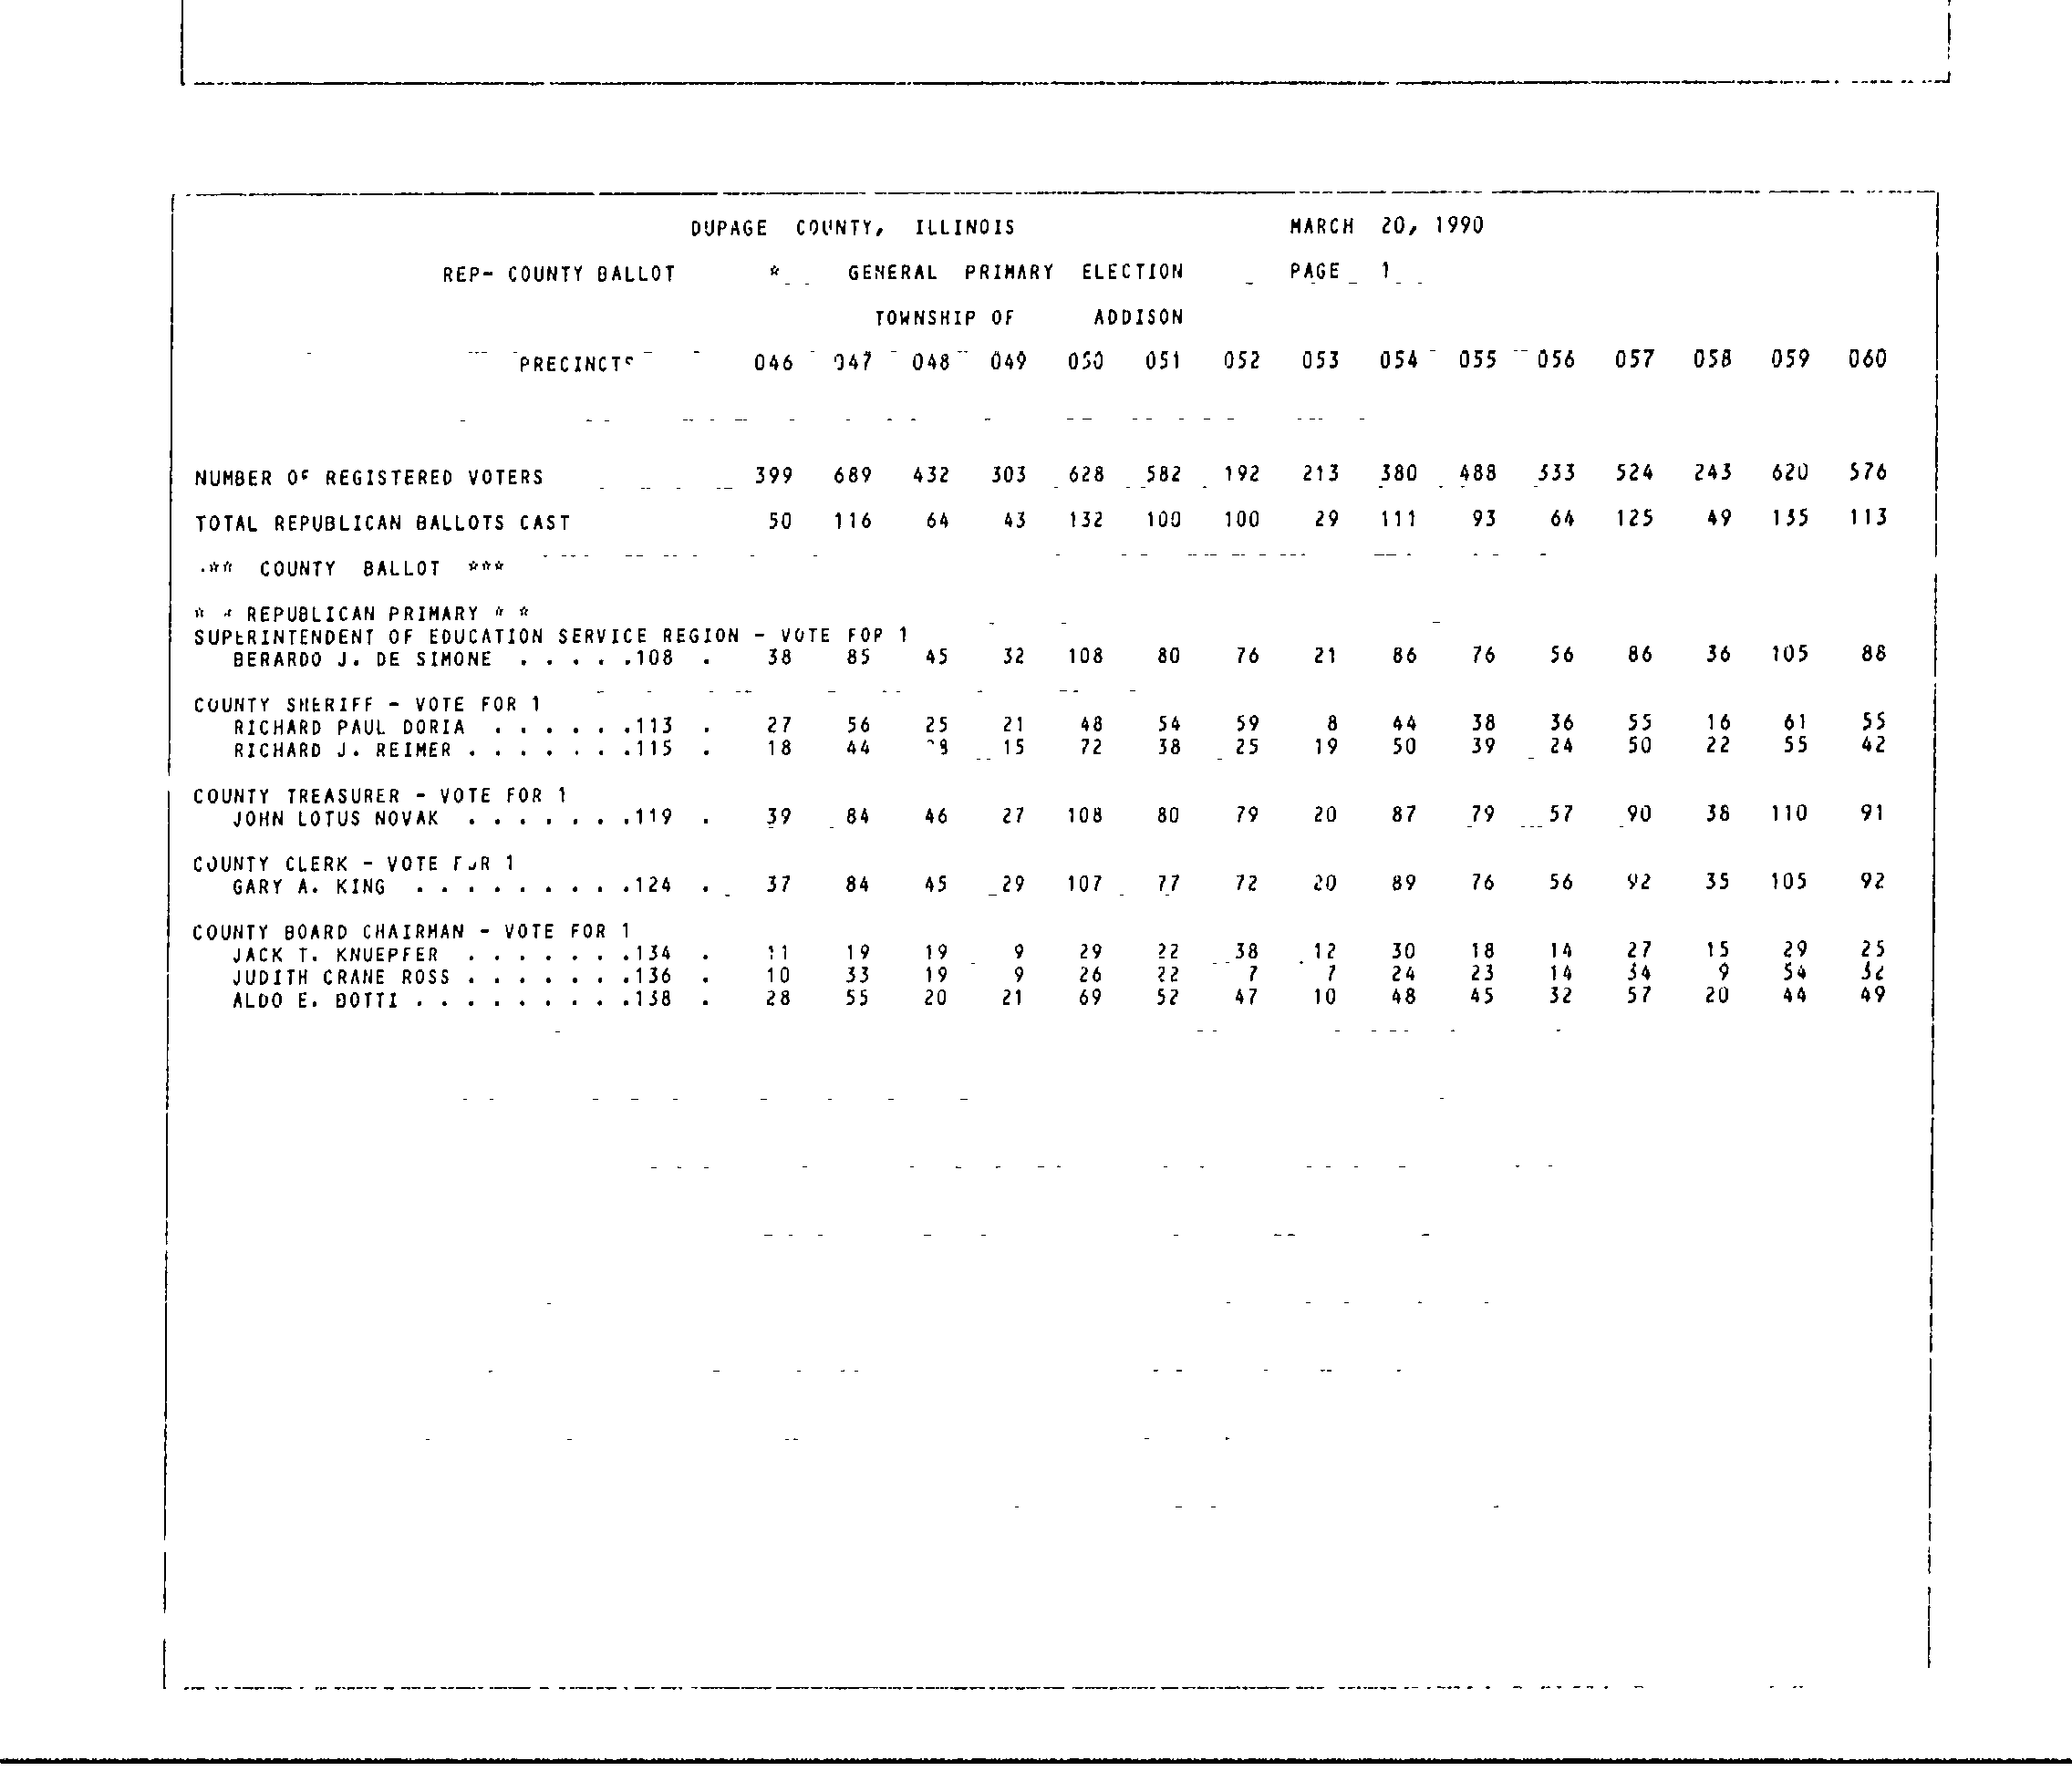 DUPAGE COUNTY, ILLINOIS MARCH 20, 1990
REP- COUNTY BALLOT * GENERAL PRIMARY ELECTION PAGE 1
TOWNSHIP OF ADDISON
PRECINCTS 046 047 048 049 050 051 052 053 054 055 056 057 058 059 060
NUMBER OF REGISTERED VOTERS 399 689 432 303 628 582 192 213 380 488 333 524 243 620 576
TOTAL REPUBLICAN BALLOTS CAST 50 116 64 43 132 100 100 29 111 93 64 125 49 135 113
*** COUNTY BALLOT ***
* * REPUBLICAN PRIMARY * *
SUPERINTENDENT OF EDUCATION SERVICE REGION - VOTE FOR 1
BERARDO J. DE SIMONE . . . . .108 . 38 85 45 32 108 80 76 21 86 76 56 86 36 105 88
COUNTY SHERIFF - VOTE FOR 1
RICHARD PAUL DORIA . . . . . .113 . 27 56 25 21 48 54 59 8 44 38 36 55 16 61 55
RICHARD J. REIMER . . . . . . .115 . 18 44 15 72 38 25 19 50 39 24 50 22 55 42
COUNTY TREASURER - VOTE FOR 1
JOHN LOTUS NOVAK . . . . . . .119 . 39 84 46 27 108 80 79 20 87 79 57 90 38 110 91
COUNTY CLERK - VOTE FOR 1
GARY A. KING . . . . . . . . .124 . 37 84 45 29 107 77 72 20 89 76 56 92 35 105 92
COUNTY BOARD CHAIRMAN - VOTE FOR 1
JACK T. KNUEPFER . . . . . . .134 . 11 19 19 9 29 22 38 12 30 18 14 27 15 29 25
JUDITH CRANE ROSS . . . . . . .136 . 10 33 19 9 26 22 7 7 24 23 14 34 9 54 32
ALDO E. BOTTI . . . . . . . . .138 . 28 55 20 21 69 52 47 10 48 45 32 57 20 44 49